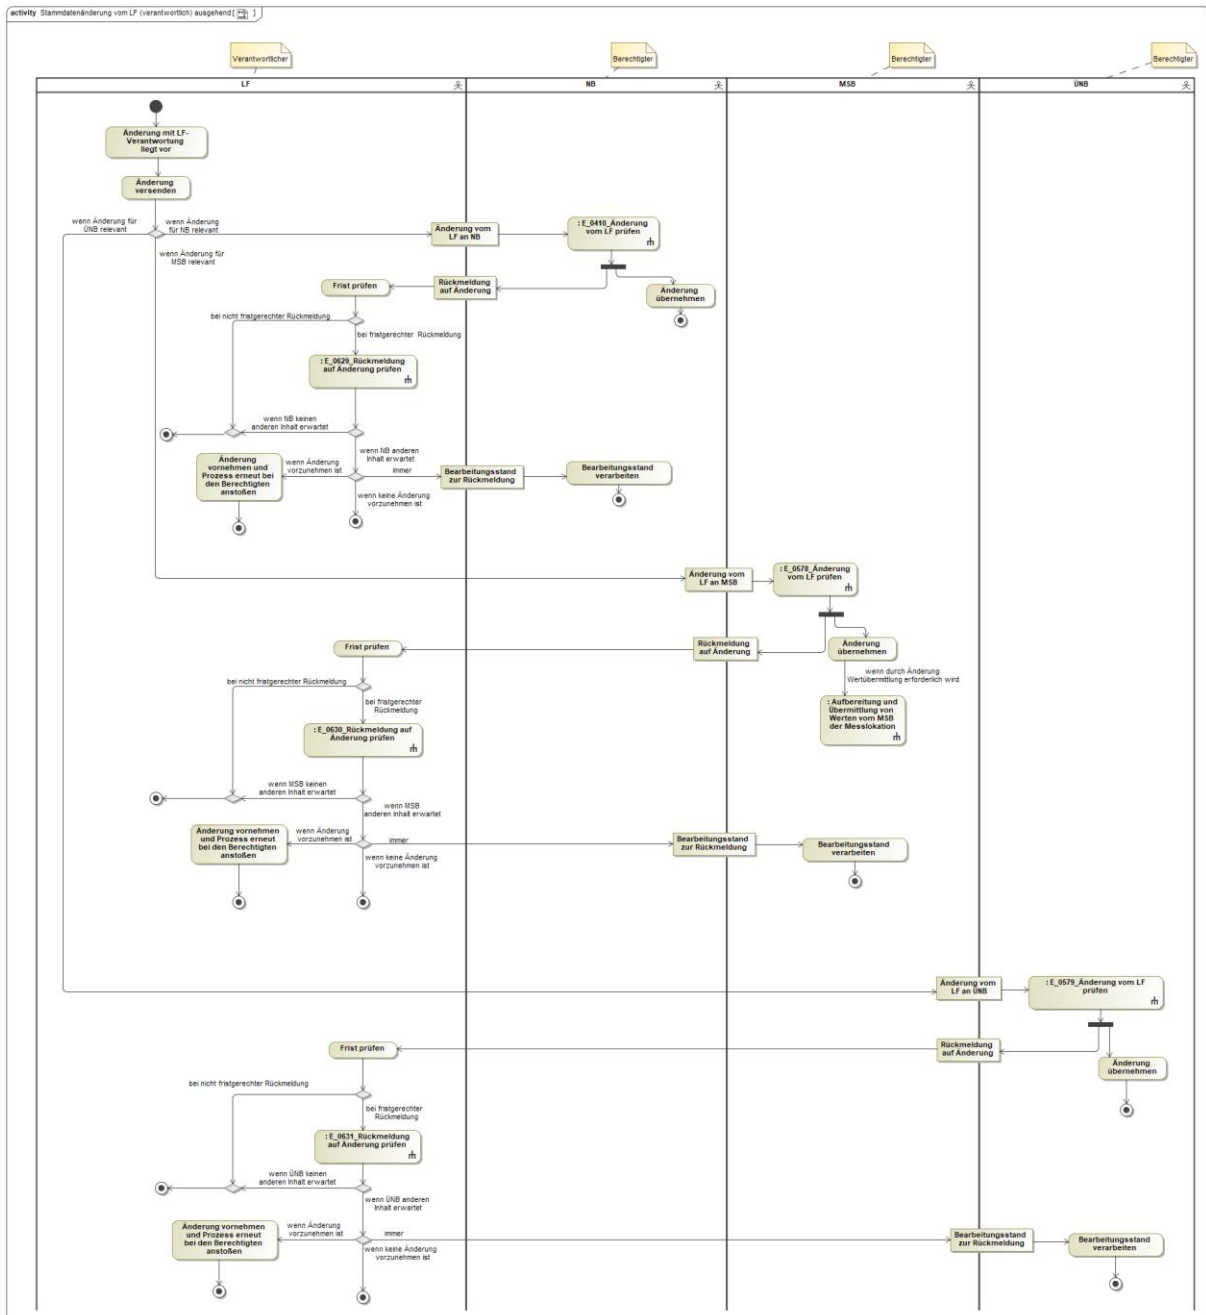 activity Stammdatenänderung vom LF (verantwortlich) ausgehend [ ]
Verantwortlicher
Berechtigter
Berechtigter
Berechtigter
LF
NB
MSB
ÜNB
Änderung mit LF-
Verantwortung
liegt vor
Änderung
versenden
wenn Änderung für
ÜNB relevant
wenn Änderung
für NB relevant
wenn Änderung für
MSB relevant
Änderung vom
LF an NB
: E_0410_Änderung
vom LF prüfen
Frist prüfen
Rückmeldung
auf Änderung
Änderung
übernehmen
bei nicht fristgerechter Rückmeldung
bei fristgerechter Rückmeldung
: E_0629_Rückmeldung
auf Änderung prüfen
wenn NB keinen
anderen Inhalt erwartet
wenn NB anderen
Inhalt erwartet
Änderung
vornehmen und
Prozess erneut bei
den Berechtigten
anstoßen
wenn Änderung
vorzunehmen ist
immer
Bearbeitungsstand
zur Rückmeldung
Bearbeitungsstand
verarbeiten
wenn keine Änderung
vorzunehmen ist
Änderung vom
LF an MSB
: E_0578_Änderung
vom LF prüfen
Frist prüfen
Rückmeldung
auf Änderung
Änderung
übernehmen
wenn durch Änderung
Wertübermittlung erforderlich wird
bei nicht fristgerechter Rückmeldung
bei fristgerechter
Rückmeldung
: Aufbereitung und
Übermittlung von
Werten vom MSB
der Messlokation
: E_0630_Rückmeldung auf
Änderung prüfen
wenn MSB keinen
anderen Inhalt erwartet
wenn MSB
anderen Inhalt erwartet
Änderung vornehmen
und Prozess erneut
bei den Berechtigten
anstoßen
wenn Änderung
vorzunehmen ist
immer
Bearbeitungsstand
zur Rückmeldung
Bearbeitungsstand
verarbeiten
wenn keine Änderung
vorzunehmen ist
Änderung vom
LF an ÜNB
: E_0579_Änderung vom LF
prüfen
Frist prüfen
Rückmeldung
auf Änderung
Änderung
übernehmen
bei nicht fristgerechter Rückmeldung
bei fristgerechter
Rückmeldung
: E_0631_Rückmeldung
auf Änderung prüfen
wenn ÜNB keinen
anderen Inhalt erwartet
wenn ÜNB anderen
Inhalt erwartet
Änderung vornehmen
und Prozess erneut
bei den Berechtigten
anstoßen
wenn Änderung
vorzunehmen ist
immer
Bearbeitungsstand
zur Rückmeldung
Bearbeitungsstand
verarbeiten
wenn keine Änderung
vorzunehmen ist